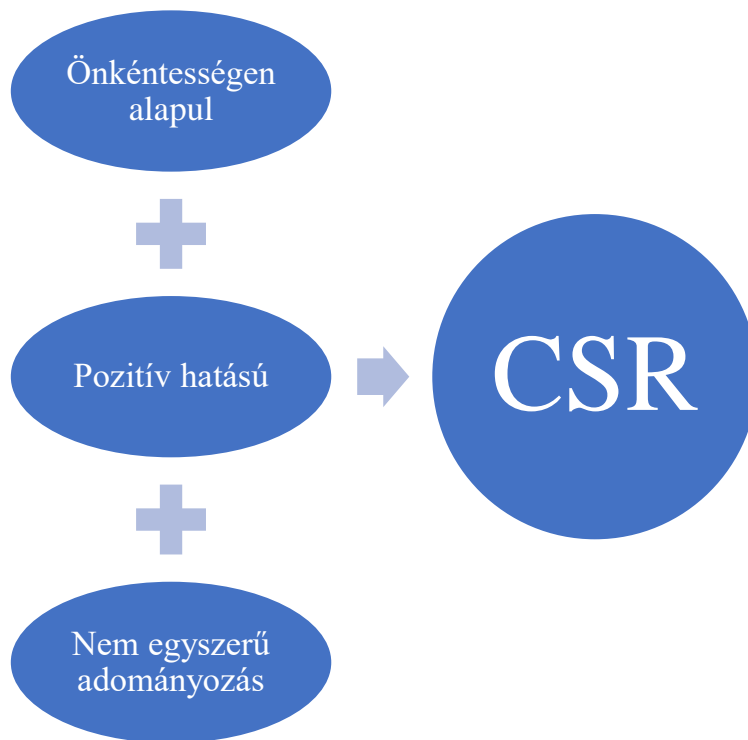 Önkéntességen
alapul
Pozitív hatású
Nem egyszerű
adományozás
CSR